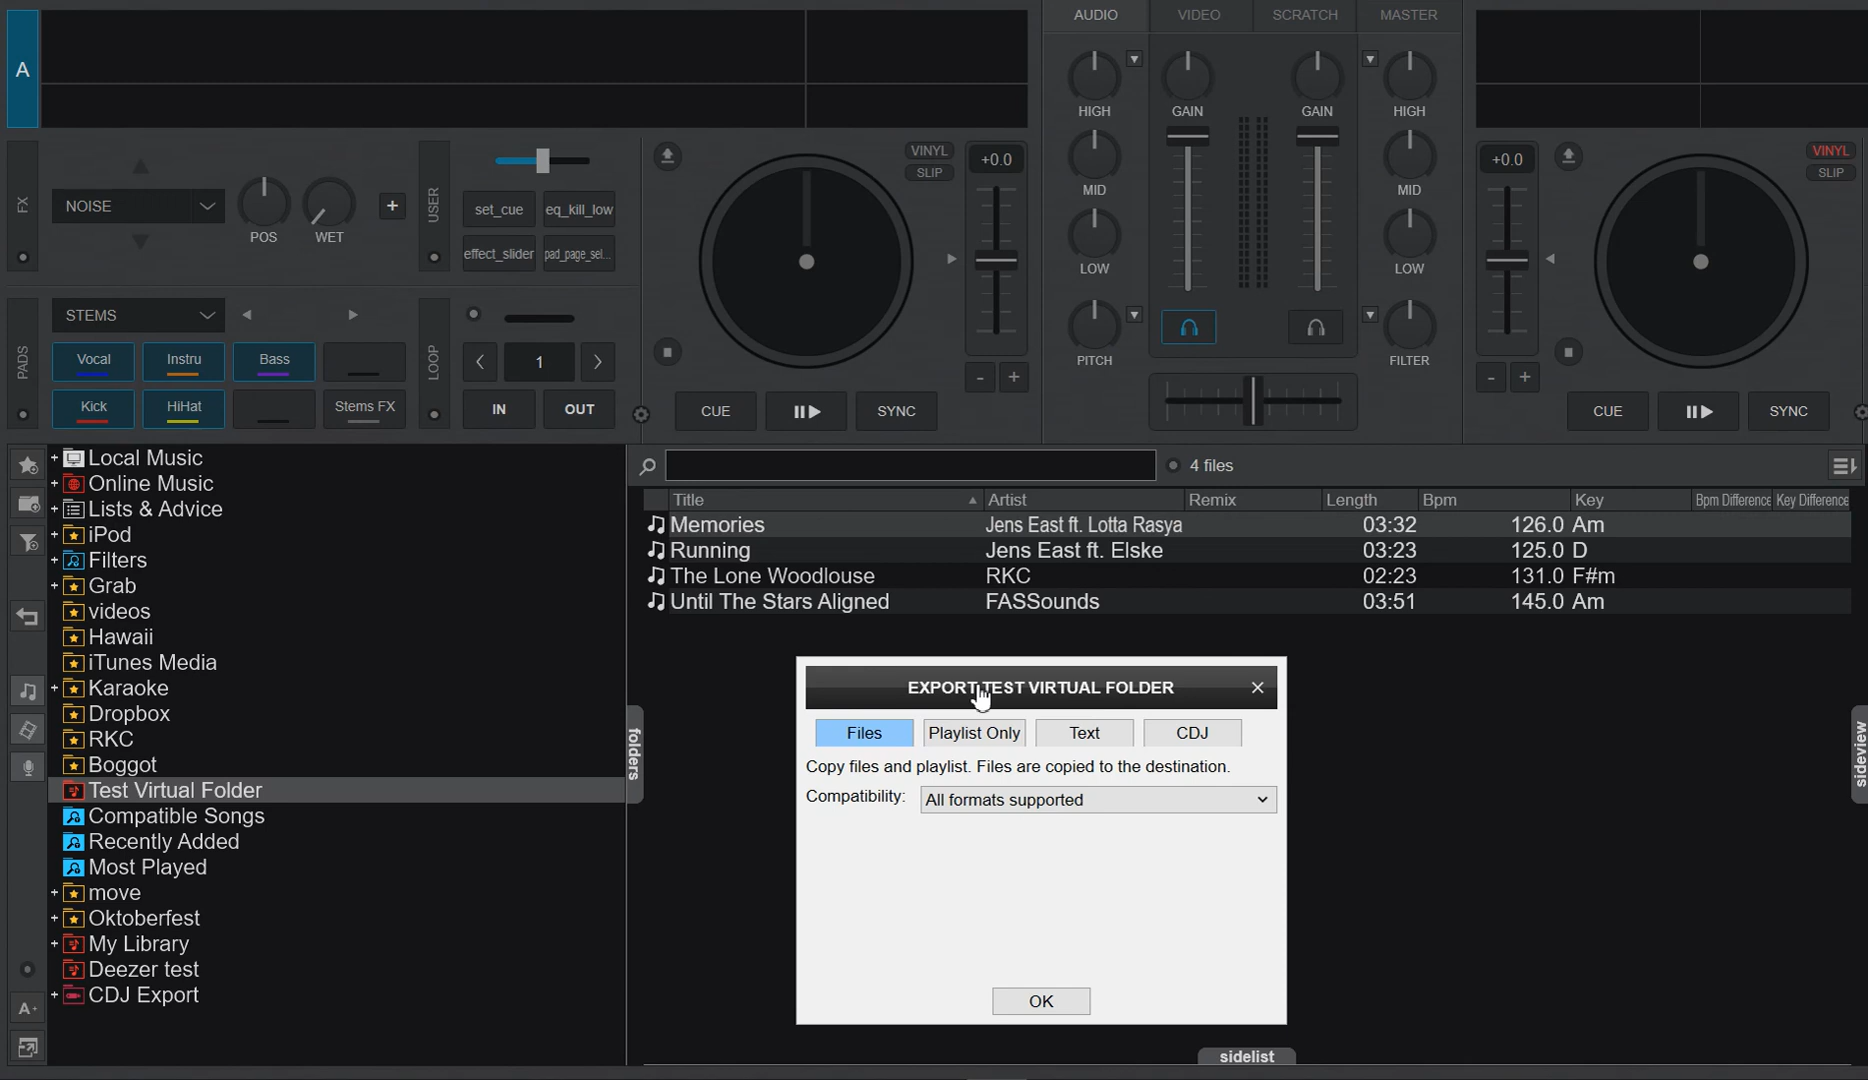 A
FX
NOISE
POS
WET
+
USER
set_cue
eq_kill_low
effect_slider
pad_page_sel...
PADS
STEMS
Vocal
Instru
Bass
Kick
HiHat
Stems FX
LOOP
1
IN
OUT
VINYL
SLIP
+0.0
-
+
CUE
SYNC
AUDIO
VIDEO
SCRATCH
MASTER
HIGH
GAIN
GAIN
HIGH
MID
MID
LOW
LOW
PITCH
FILTER
+0.0
VINYL
SLIP
-
+
CUE
SYNC
+ Local Music
+ Online Music
+ Lists & Advice
+ iPod
+ Filters
+ Grab
videos
Hawaii
iTunes Media
+ Karaoke
Dropbox
RKC
Boggot
Test Virtual Folder
Compatible Songs
Recently Added
Most Played
+ move
+ Oktoberfest
+ My Library
Deezer test
+ CDJ Export
A+
folders
4 files
Title Artist Remix Length Bpm Key Bpm Difference Key Difference
Memories Jens East ft. Lotta Rasya 03:32 126.0 Am
Running Jens East ft. Elske 03:23 125.0 D
The Lone Woodlouse RKC 02:23 131.0 F#m
Until The Stars Aligned FASSounds 03:51 145.0 Am
EXPORT TEST VIRTUAL FOLDER
Files Playlist Only Text CDJ
Copy files and playlist. Files are copied to the destination.
Compatibility: All formats supported
OK
sideview
sidelist